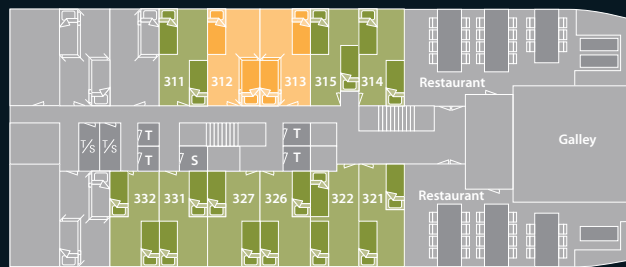 311
312
313
315
314
Restaurant
T/S
T/S
T
T
S
T
T
Galley
332
331
327
326
322
321
Restaurant